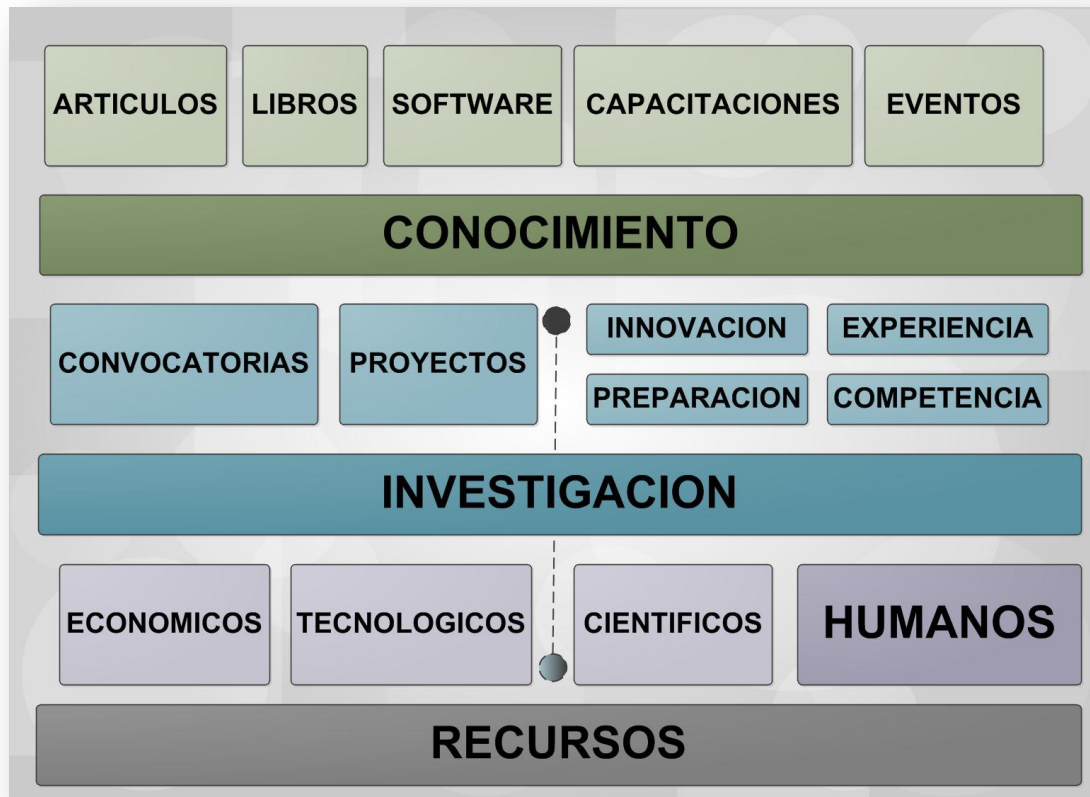 ARTICULOS
LIBROS
SOFTWARE
CAPACITACIONES
EVENTOS
CONOCIMIENTO
CONVOCATORIAS
PROYECTOS
INNOVACION
EXPERIENCIA
PREPARACION
COMPETENCIA
INVESTIGACION
ECONOMICOS
TECNOLOGICOS
CIENTIFICOS
HUMANOS
RECURSOS